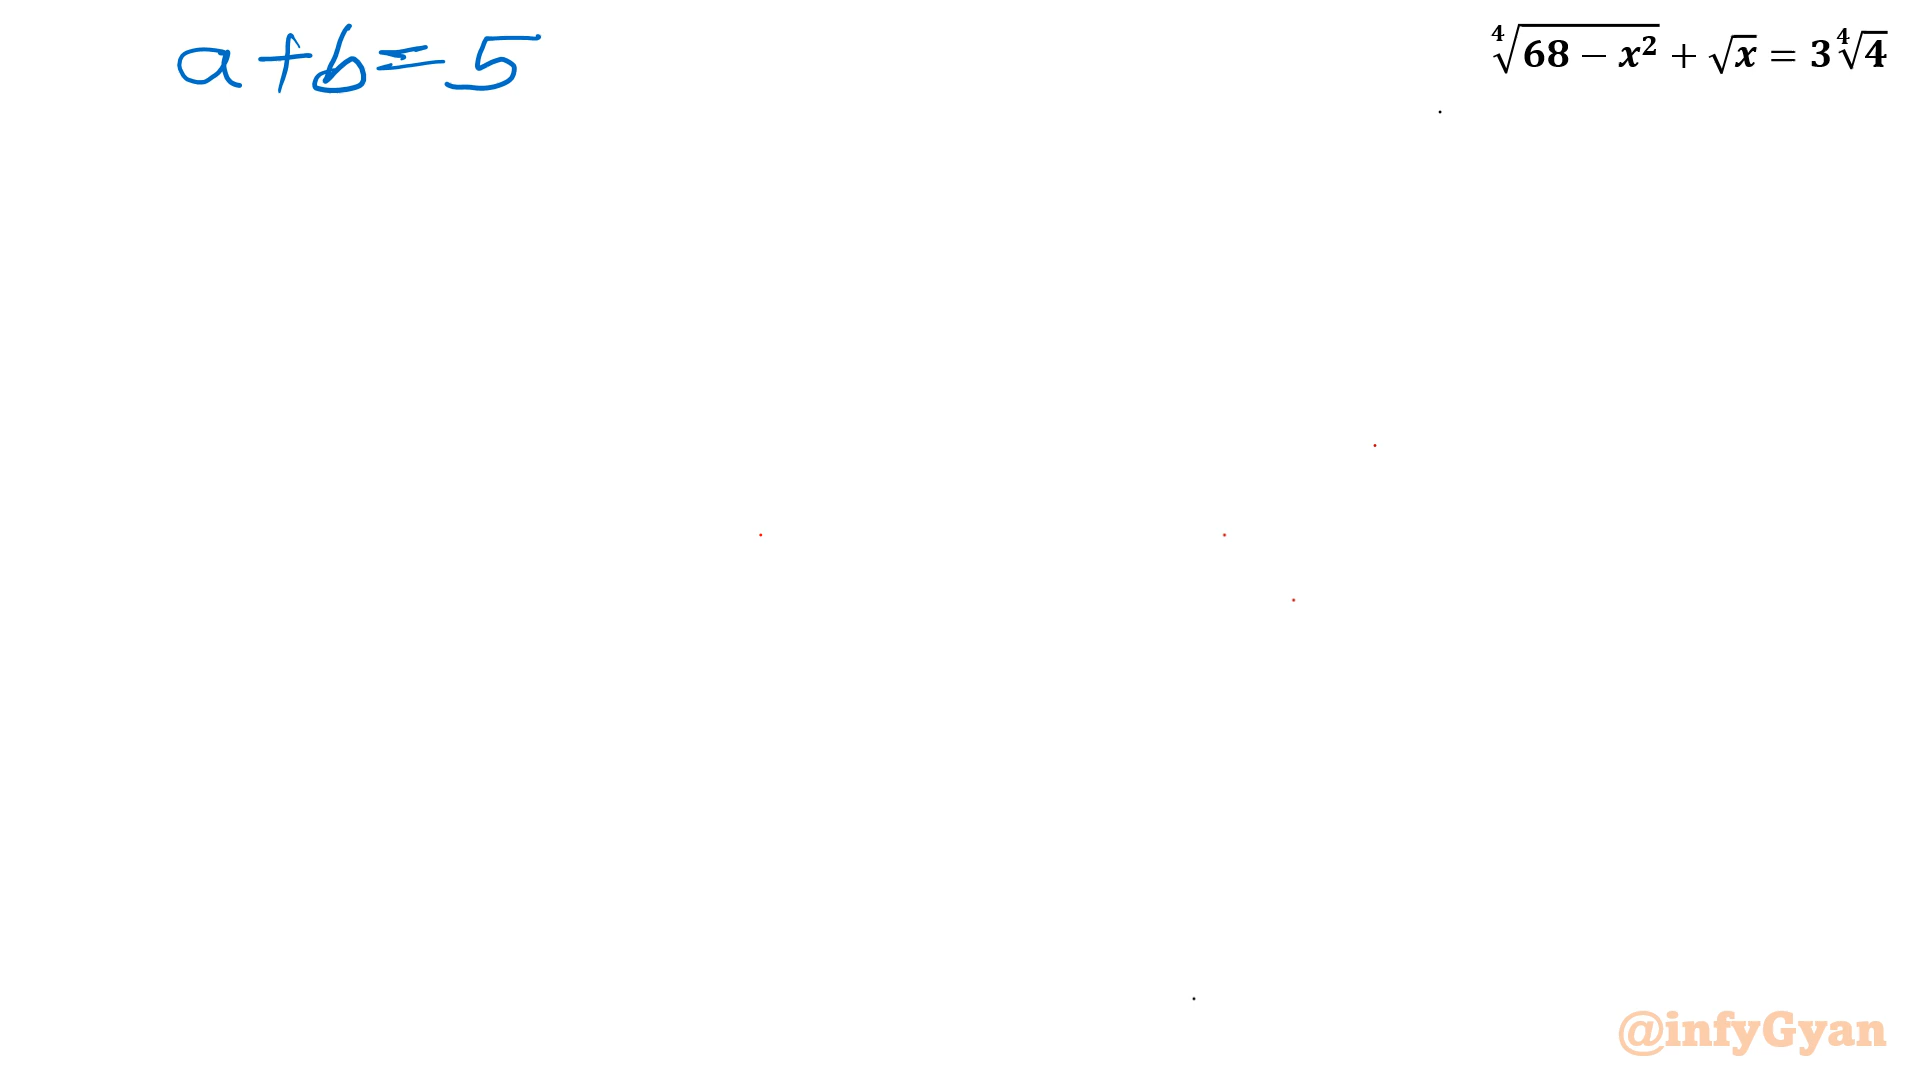 a+b=5
∜(68 − x²) + √x = 3∜4
@infyGyan